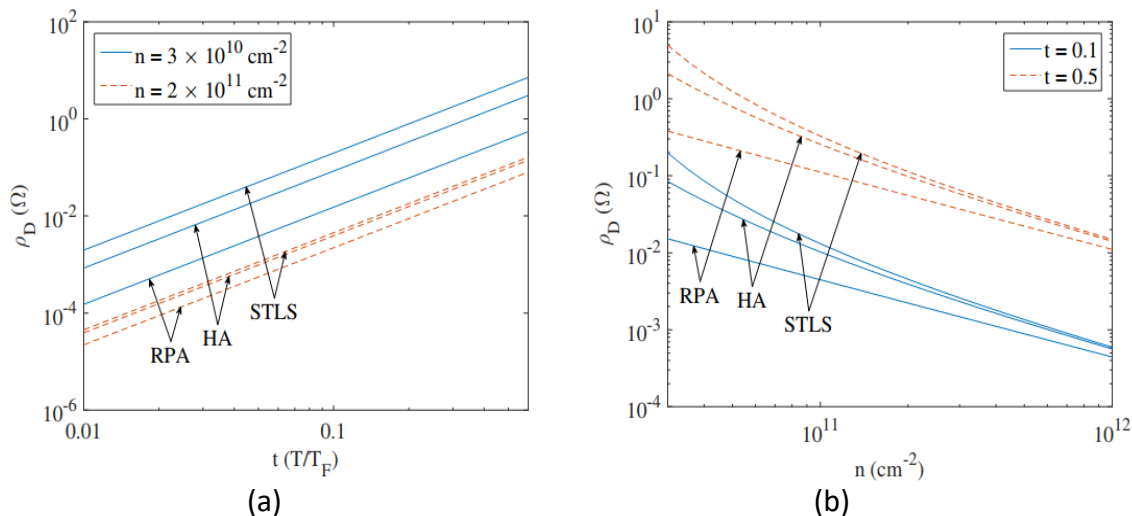 10^2
10^0
10^-2
10^-4
10^-6
ρ_D (Ω)
n = 3 × 10^10 cm^-2
n = 2 × 10^11 cm^-2
STLS
HA
RPA
0.01
0.1
t (T/T_F)
(a)
10^1
10^0
10^-1
10^-2
10^-3
10^-4
ρ_D (Ω)
t = 0.1
t = 0.5
RPA
HA
STLS
10^11
10^12
n (cm^-2)
(b)